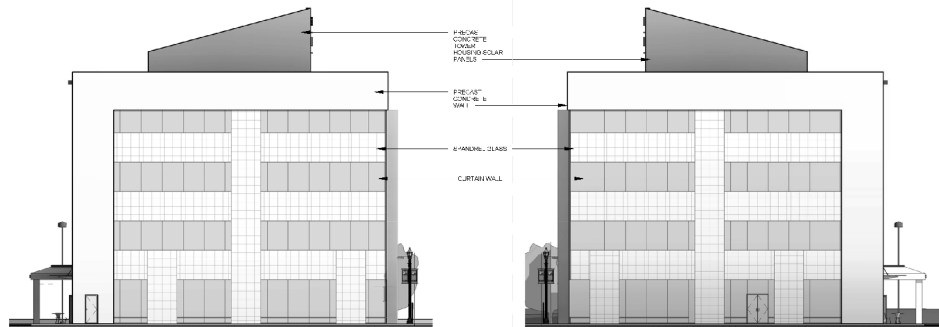 PRECAST
CONCRETE
TOWER
HOUSING SOLAR
PANELS
PRECAST
CONCRETE
WALL
SPANDREL GLASS
CURTAIN WALL